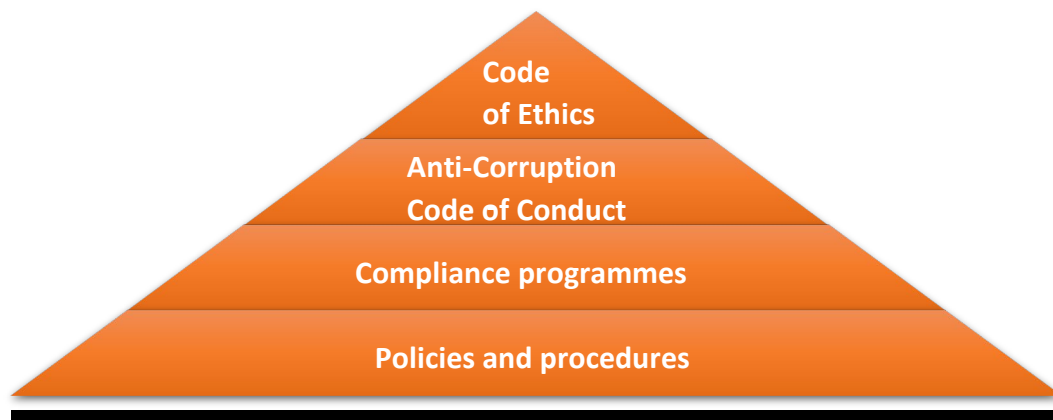 Code
of Ethics
Anti-Corruption
Code of Conduct
Compliance programmes
Policies and procedures